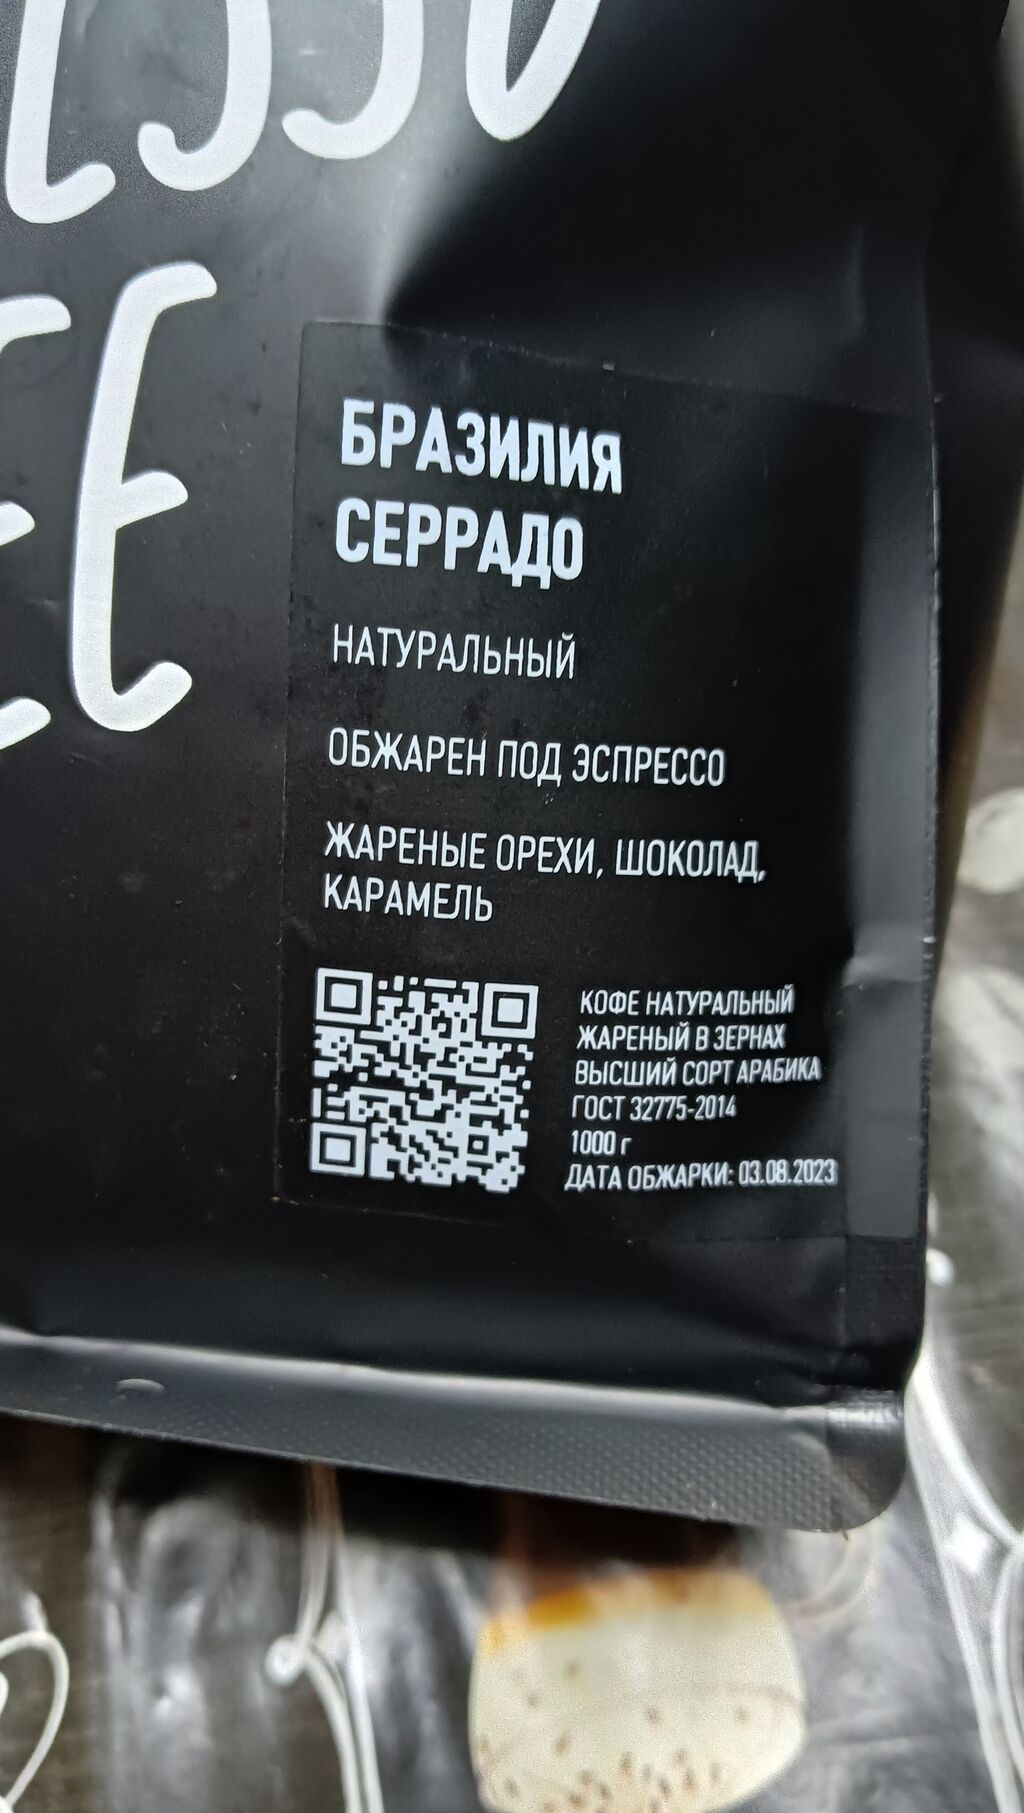 БРАЗИЛИЯ
СЕРРАДО
НАТУРАЛЬНЫЙ
ОБЖАРЕН ПОД ЭСПРЕССО
ЖАРЕНЫЕ ОРЕХИ, ШОКОЛАД,
КАРАМЕЛЬ
КОФЕ НАТУРАЛЬНЫЙ
ЖАРЕНЫЙ В ЗЕРНАХ
ВЫСШИЙ СОРТ АРАБИКА
ГОСТ 32775-2014
1000 г
ДАТА ОБЖАРКИ: 03.08.2023